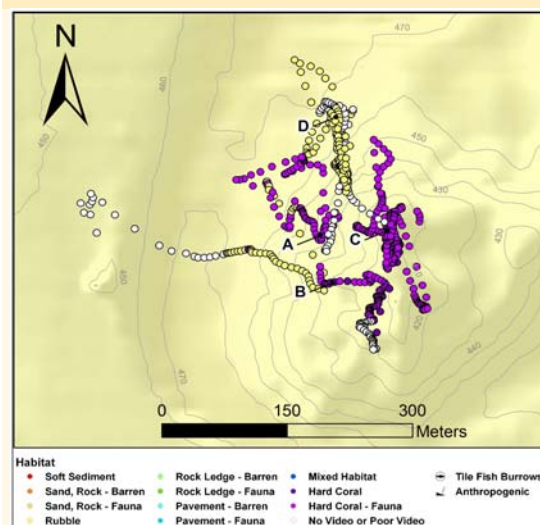 470
N
460
450
D
450
430
430
A
C
B
450
420
440
470
0 150 300
Meters
Habitat
Soft Sediment
Sand, Rock - Barren
Sand, Rock - Fauna
Rubble
Rock Ledge - Barren
Rock Ledge - Fauna
Pavement - Barren
Pavement - Fauna
Mixed Habitat
Hard Coral
Hard Coral - Fauna
No Video or Poor Video
Tile Fish Burrows
Anthropogenic